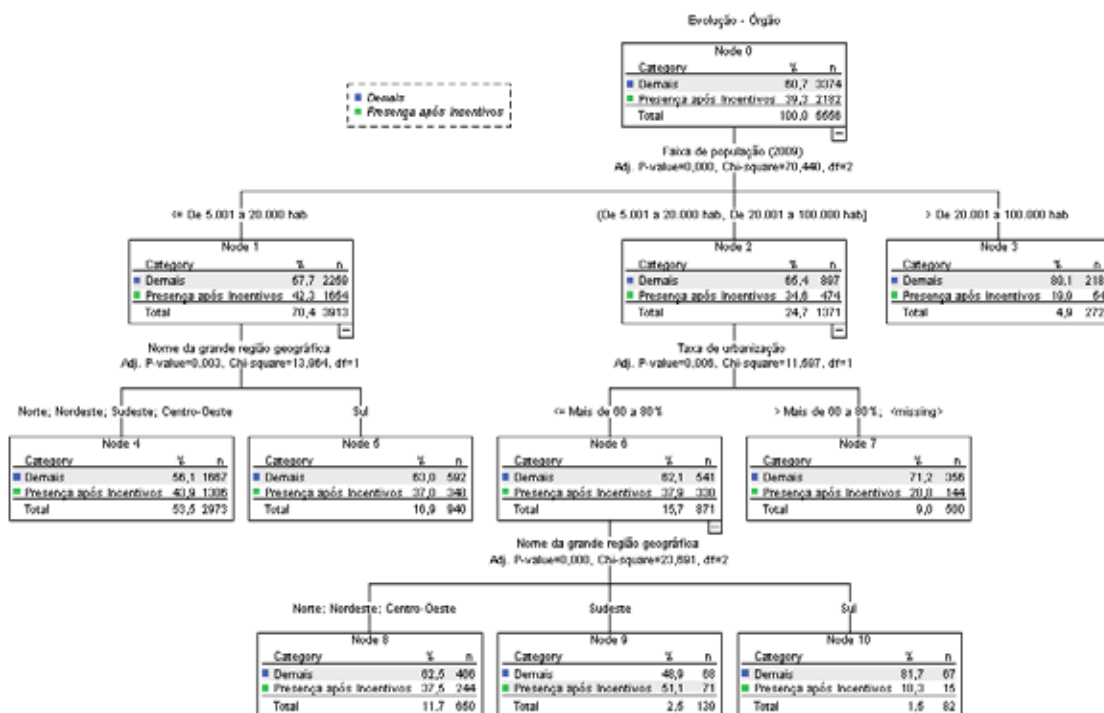 Evolução - Órgão
Demais
Presença após Incentivos
Node 0
Category % n
Demais 60,7 3374
Presença após Incentivos 39,3 2182
Total 100,0 5556
Faixa de população (2009)
Adj. P-value=0,000, Chi-square=70,440, df=2
<= De 5.001 a 20.000 hab
(De 5.001 a 20.000 hab, De 20.001 a 100.000 hab]
> De 20.001 a 100.000 hab
Node 1
Category % n
Demais 57,7 2259
Presença após Incentivos 42,3 1654
Total 70,4 3913
Node 2
Category % n
Demais 65,4 897
Presença após Incentivos 34,6 474
Total 24,7 1371
Node 3
Category % n
Demais 80,1 218
Presença após Incentivos 19,9 54
Total 4,9 272
Nome da grande região geográfica
Adj. P-value=0,003, Chi-square=13,964, df=1
Taxa de urbanização
Adj. P-value=0,006, Chi-square=11,597, df=1
Norte; Nordeste; Sudeste; Centro-Oeste
Sul
<= Mais de 60 a 80%
> Mais de 60 a 80%; <missing>
Node 4
Category % n
Demais 56,1 1667
Presença após Incentivos 43,9 1306
Total 53,5 2973
Node 5
Category % n
Demais 63,0 592
Presença após Incentivos 37,0 348
Total 16,9 940
Node 6
Category % n
Demais 62,1 541
Presença após Incentivos 37,9 330
Total 15,7 871
Node 7
Category % n
Demais 71,2 356
Presença após Incentivos 28,8 144
Total 9,0 500
Nome da grande região geográfica
Adj. P-value=0,000, Chi-square=23,691, df=2
Norte; Nordeste; Centro-Oeste
Sudeste
Sul
Node 8
Category % n
Demais 62,5 406
Presença após Incentivos 37,5 244
Total 11,7 650
Node 9
Category % n
Demais 48,9 68
Presença após Incentivos 51,1 71
Total 2,5 139
Node 10
Category % n
Demais 81,7 67
Presença após Incentivos 18,3 15
Total 1,5 82